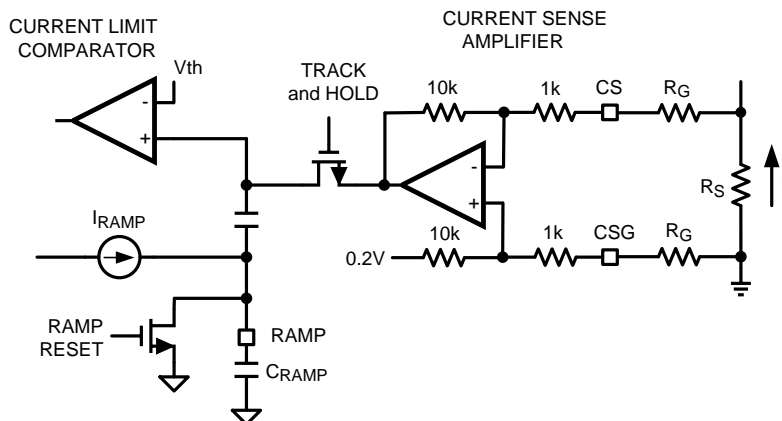 CURRENT LIMIT
COMPARATOR
Vth
-
+
TRACK
and HOLD
CURRENT SENSE
AMPLIFIER
10k
1k
CS
RG
-
+
RS
10k
1k
CSG
RG
0.2V
IRAMP
RAMP
RESET
RAMP
CRAMP